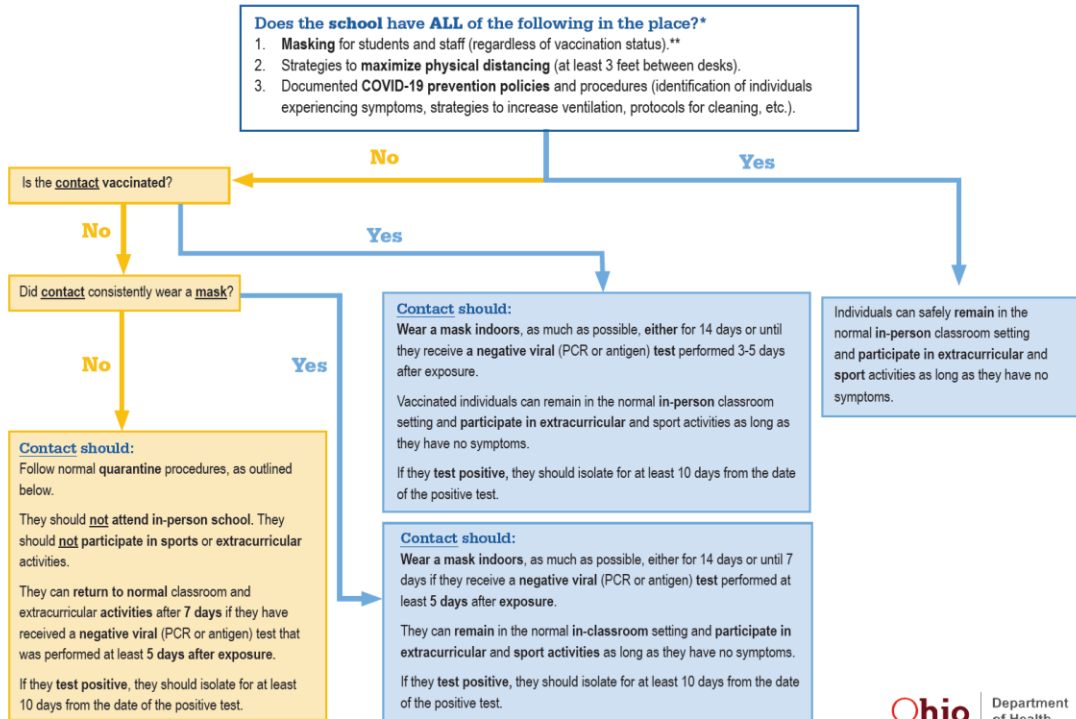 Does the school have ALL of the following in the place?*
1. Masking for students and staff (regardless of vaccination status).**
2. Strategies to maximize physical distancing (at least 3 feet between desks).
3. Documented COVID-19 prevention policies and procedures (identification of individuals
experiencing symptoms, strategies to increase ventilation, protocols for cleaning, etc.).
No
Yes
Is the contact vaccinated?
No
Yes
Did contact consistently wear a mask?
No
Yes
Contact should:
Wear a mask indoors, as much as possible, either for 14 days or until
they receive a negative viral (PCR or antigen) test performed 3-5 days
after exposure.
Vaccinated individuals can remain in the normal in-person classroom
setting and participate in extracurricular and sport activities as long as
they have no symptoms.
If they test positive, they should isolate for at least 10 days from the date
of the positive test.
Individuals can safely remain in the
normal in-person classroom setting
and participate in extracurricular and
sport activities as long as they have no
symptoms.
Contact should:
Follow normal quarantine procedures, as outlined
below.
They should not attend in-person school. They
should not participate in sports or extracurricular
activities.
They can return to normal classroom and
extracurricular activities after 7 days if they have
received a negative viral (PCR or antigen) test that
was performed at least 5 days after exposure.
If they test positive, they should isolate for at least
10 days from the date of the positive test.
Contact should:
Wear a mask indoors, as much as possible, either for 14 days or until 7
days if they receive a negative viral (PCR or antigen) test performed at
least 5 days after exposure.
They can remain in the normal in-classroom setting and participate in
extracurricular and sport activities as long as they have no symptoms.
If they test positive, they should isolate for at least 10 days from the date
of the positive test.
Ohio
Department
of Health